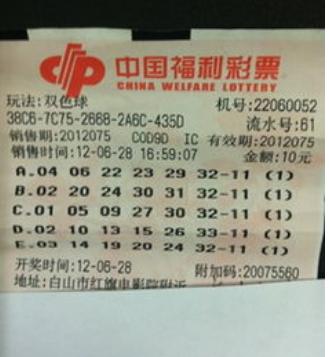 中国福利彩票
CHINA WELFARE LOTTERY
玩法:双色球 机号:22060052
38C6-7C75-2668-2A6C-435D 流水号:61
销售期:2012075 COD9D IC 有效期:2012075
销售时间:12-06-28 16:59:07 金额:10元
A.04 06 22 23 29 32-11 (1)
B.02 20 24 30 31 32-11 (1)
C.01 05 09 27 30 32-11 (1)
D.02 10 13 15 26 33-11 (1)
E.03 14 19 20 24 32-11 (1)
开奖时间:12-06-28 附加码:20075560
地址:白山市红旗电影院附近